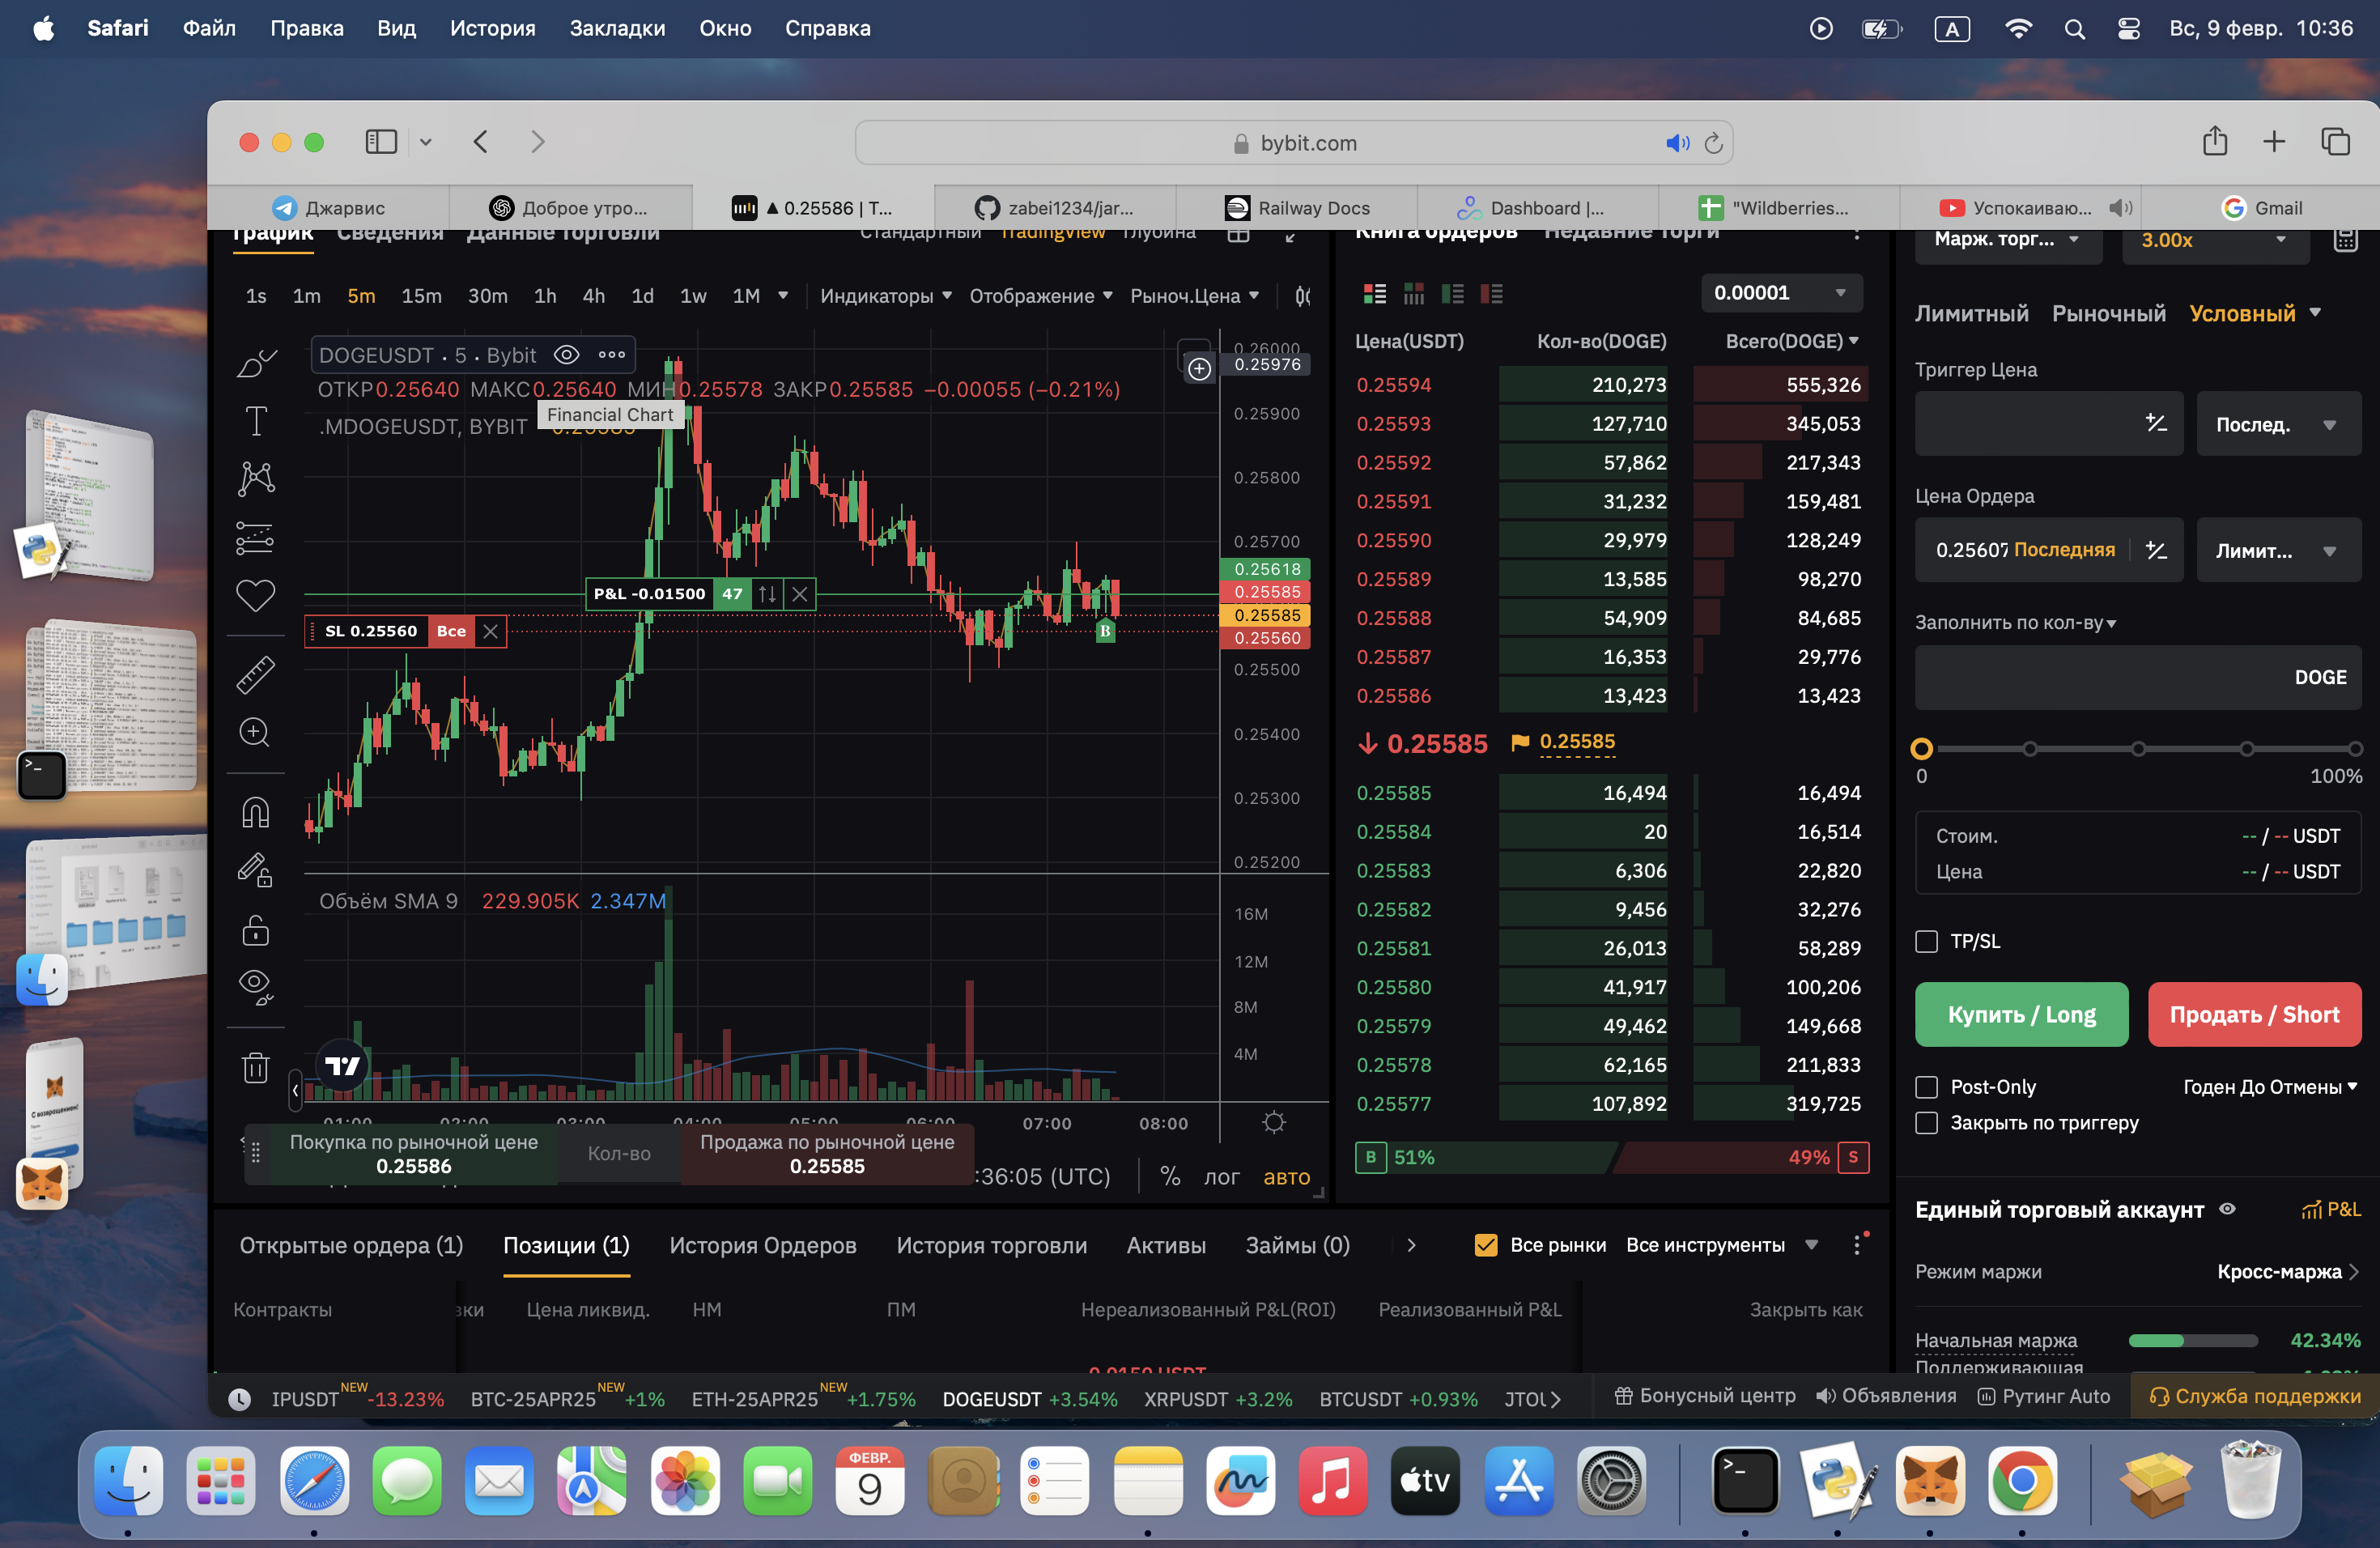 Safari Файл Правка Вид История Закладки Окно Справка A Вс, 9 февр. 10:36
bybit.com
Джарвис Доброе утро... ▲ 0.25586 | T... zabei1234/jar... Railway Docs Dashboard |... "Wildberries... Успокаиваю... Gmail
График Сведения Данные торговли Стандартный TradingView Глубина
1s 1m 5m 15m 30m 1h 4h 1d 1w 1M Индикаторы Отображение Рыноч.Цена
DOGEUSDT · 5 · Bybit
ОТКР0.25640 МАКС0.25640 МИН0.25578 ЗАКР0.25585 −0.00055 (−0.21%)
Financial Chart
.MDOGEUSDT, BYBIT 0.25585
0.26000
0.25976
0.25900
0.25800
0.25700
0.25618
0.25585
0.25585
0.25560
0.25500
0.25400
0.25300
0.25200
P&L -0.01500 47
SL 0.25560 Все
B
Объём SMA 9 229.905K 2.347M
16M
12M
8M
4M
01:00 02:00 03:00 04:00 05:00 06:00 07:00 08:00
Покупка по рыночной цене
0.25586
Кол-во
Продажа по рыночной цене
0.25585
:36:05 (UTC) % лог авто
Книга ордеров Недавние торги
0.00001
Цена(USDT) Кол-во(DOGE) Всего(DOGE)
0.25594 210,273 555,326
0.25593 127,710 345,053
0.25592 57,862 217,343
0.25591 31,232 159,481
0.25590 29,979 128,249
0.25589 13,585 98,270
0.25588 54,909 84,685
0.25587 16,353 29,776
0.25586 13,423 13,423
↓ 0.25585 0.25585
0.25585 16,494 16,494
0.25584 20 16,514
0.25583 6,306 22,820
0.25582 9,456 32,276
0.25581 26,013 58,289
0.25580 41,917 100,206
0.25579 49,462 149,668
0.25578 62,165 211,833
0.25577 107,892 319,725
B 51% 49% S
Марж. торг... 3.00x
Лимитный Рыночный Условный
Триггер Цена
Послед.
Цена Ордера
0.25607 Последняя Лимит...
Заполнить по кол-ву
DOGE
0 100%
Стоим. -- / -- USDT
Цена -- / -- USDT
TP/SL
Купить / Long Продать / Short
Post-Only Годен До Отмены
Закрыть по триггеру
Единый торговый аккаунт P&L
Режим маржи Кросс-маржа
Начальная маржа 42.34%
Поддерживающая
Открытые ордера (1) Позиции (1) История Ордеров История торговли Активы Займы (0) Все рынки Все инструменты
Контракты зки Цена ликвид. НМ ПМ Нереализованный P&L(ROI) Реализованный P&L Закрыть как
IPUSDT NEW -13.23% BTC-25APR25 NEW +1% ETH-25APR25 NEW +1.75% DOGEUSDT +3.54% XRPUSDT +3.2% BTCUSDT +0.93% JTOU Бонусный центр Объявления Рутинг Auto Служба поддержки
С возвращением!
ФЕВР.
9
tv